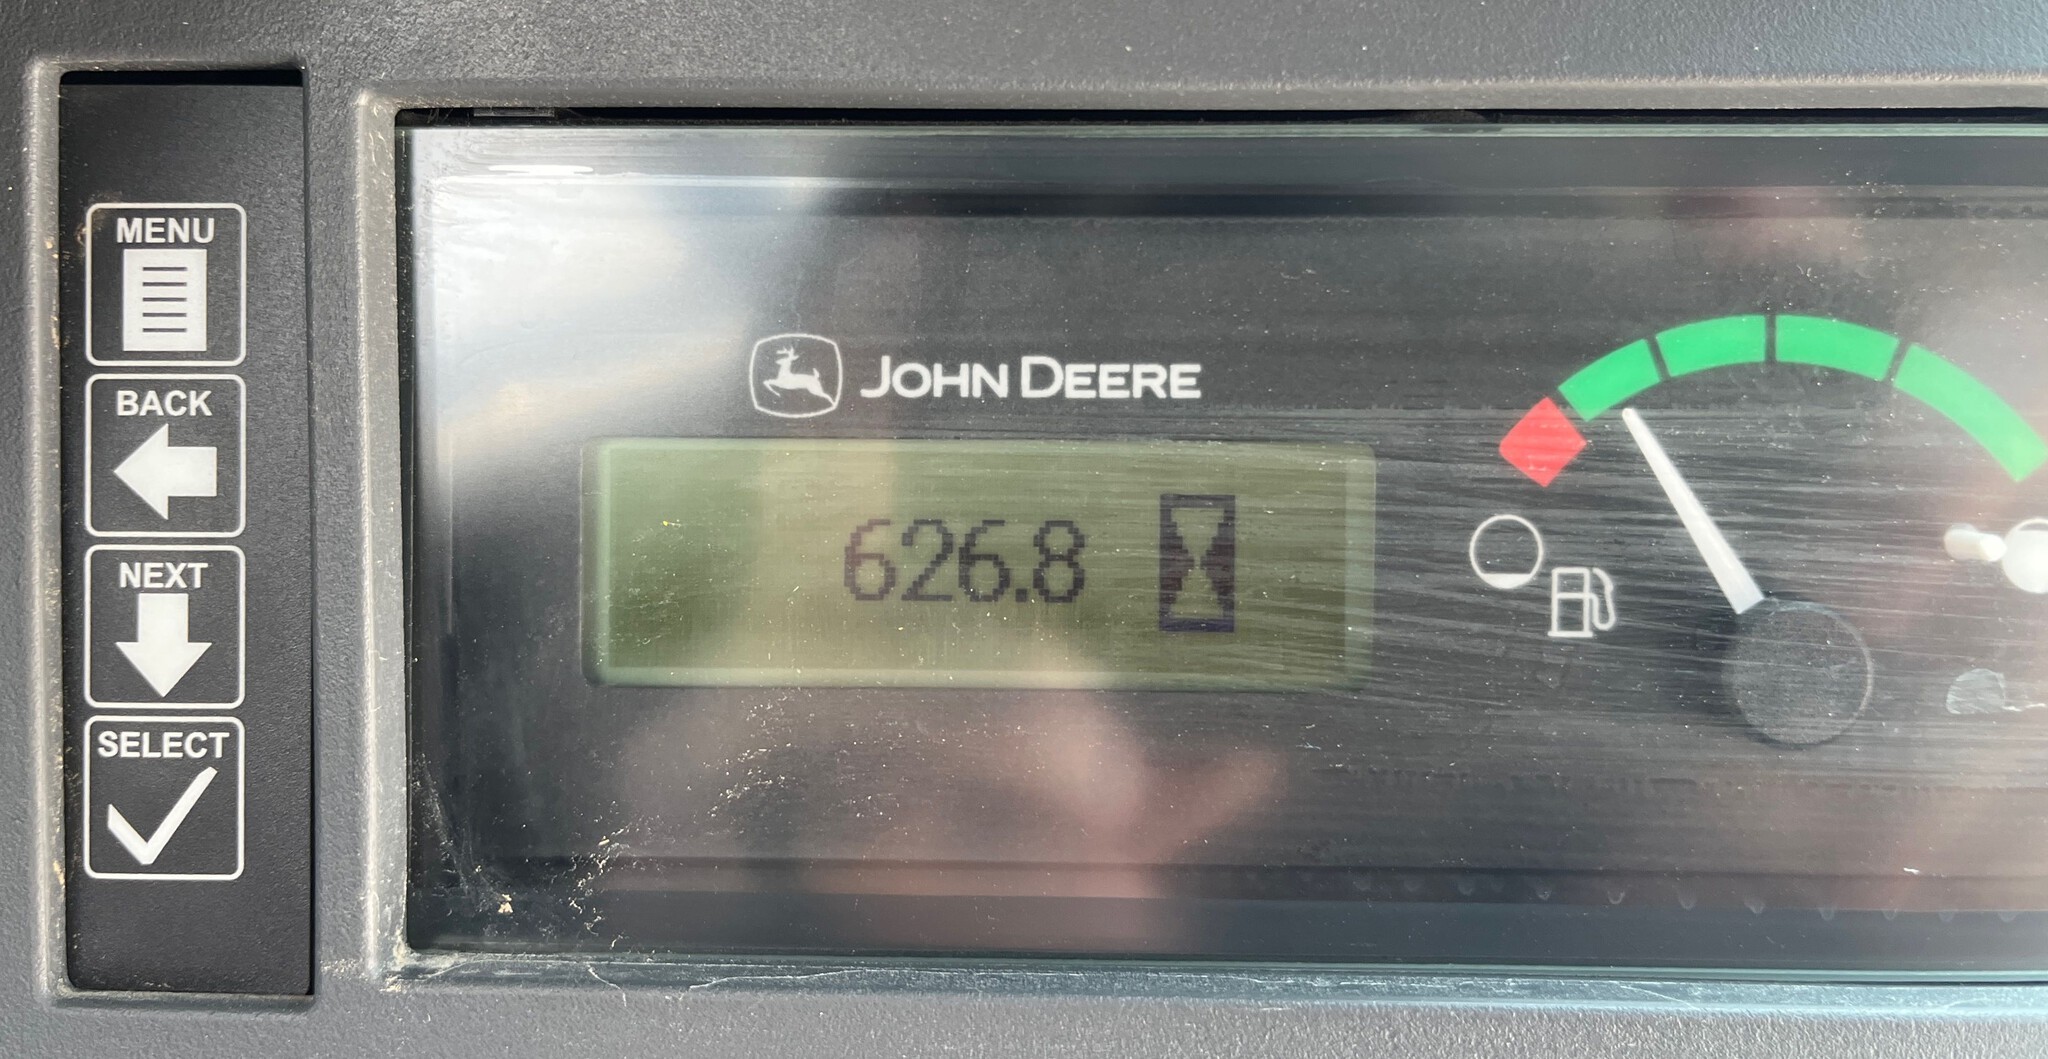 MENU
BACK
NEXT
SELECT
JOHN DEERE
626.8